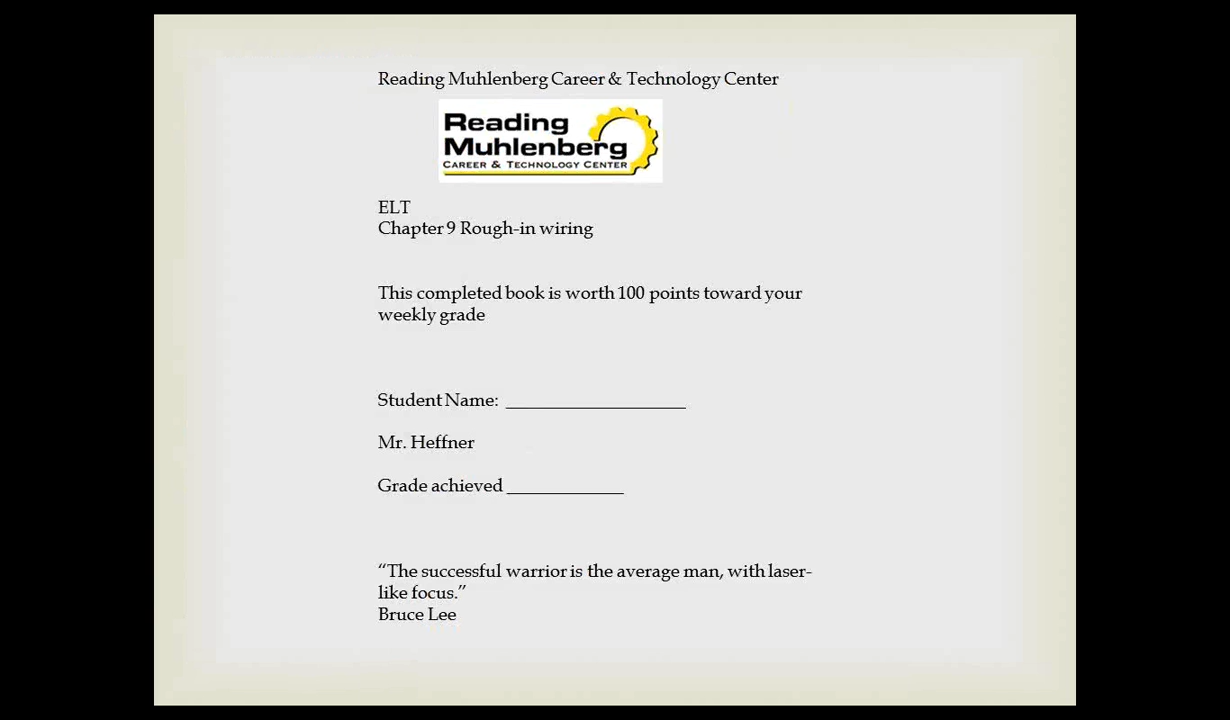 Reading Muhlenberg Career & Technology Center
Reading
Muhlenberg
CAREER & TECHNOLOGY CENTER
ELT
Chapter 9 Rough-in wiring
This completed book is worth 100 points toward your
weekly grade
Student Name: ____________________
Mr. Heffner
Grade achieved _____________
“The successful warrior is the average man, with laser-
like focus.”
Bruce Lee